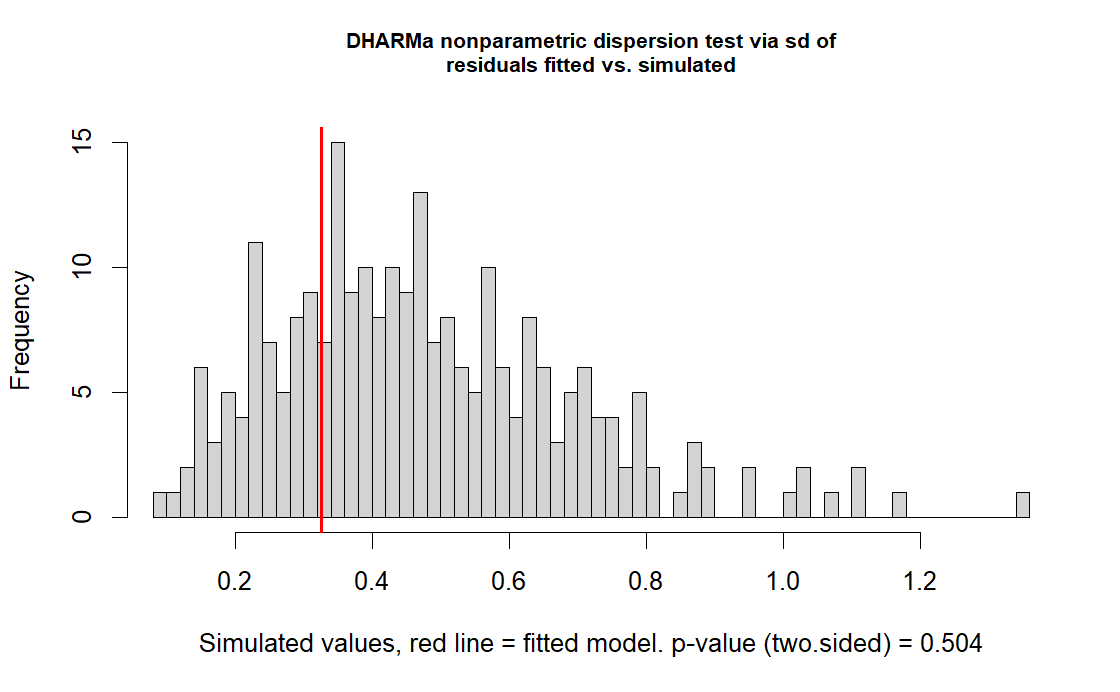 DHARMa nonparametric dispersion test via sd of
residuals fitted vs. simulated
Frequency
15
10
5
0
0.2 0.4 0.6 0.8 1.0 1.2
Simulated values, red line = fitted model. p-value (two.sided) = 0.504